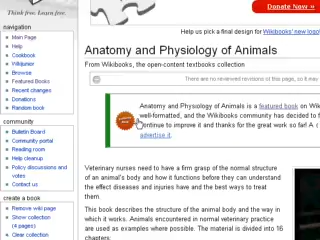 Think free. Learn free.
navigation
Main Page
Help
Cookbook
Wikijunior
Browse
Featured Books
Recent changes
Donations
Random book
community
Bulletin Board
Community portal
Reading room
Help cleanup
Policy discussions and
votes
Contact us
create a book
Remove wiki page
Show collection
(4 pages)
Clear collection
Donate Now »
Help us pick a final design for Wikibooks' new logo
Anatomy and Physiology of Animals
From Wikibooks, the open-content textbooks collection
There are no reviewed revisions of this page, so it may
Anatomy and Physiology of Animals is a featured book on Wik
well-formatted, and the Wikibooks community has decided to f
continue to improve it and thanks for the great work so far! A (
advertise it.
Veterinary nurses need to have a firm grasp of the normal structure
of an animal's body and how it functions before they can understand
the effect diseases and injuries have and the best ways to treat
them.
This book describes the structure of the animal body and the way in
which it works. Animals encountered in normal veterinary practice
are used as examples where possible. The material is divided into 16
chapters: